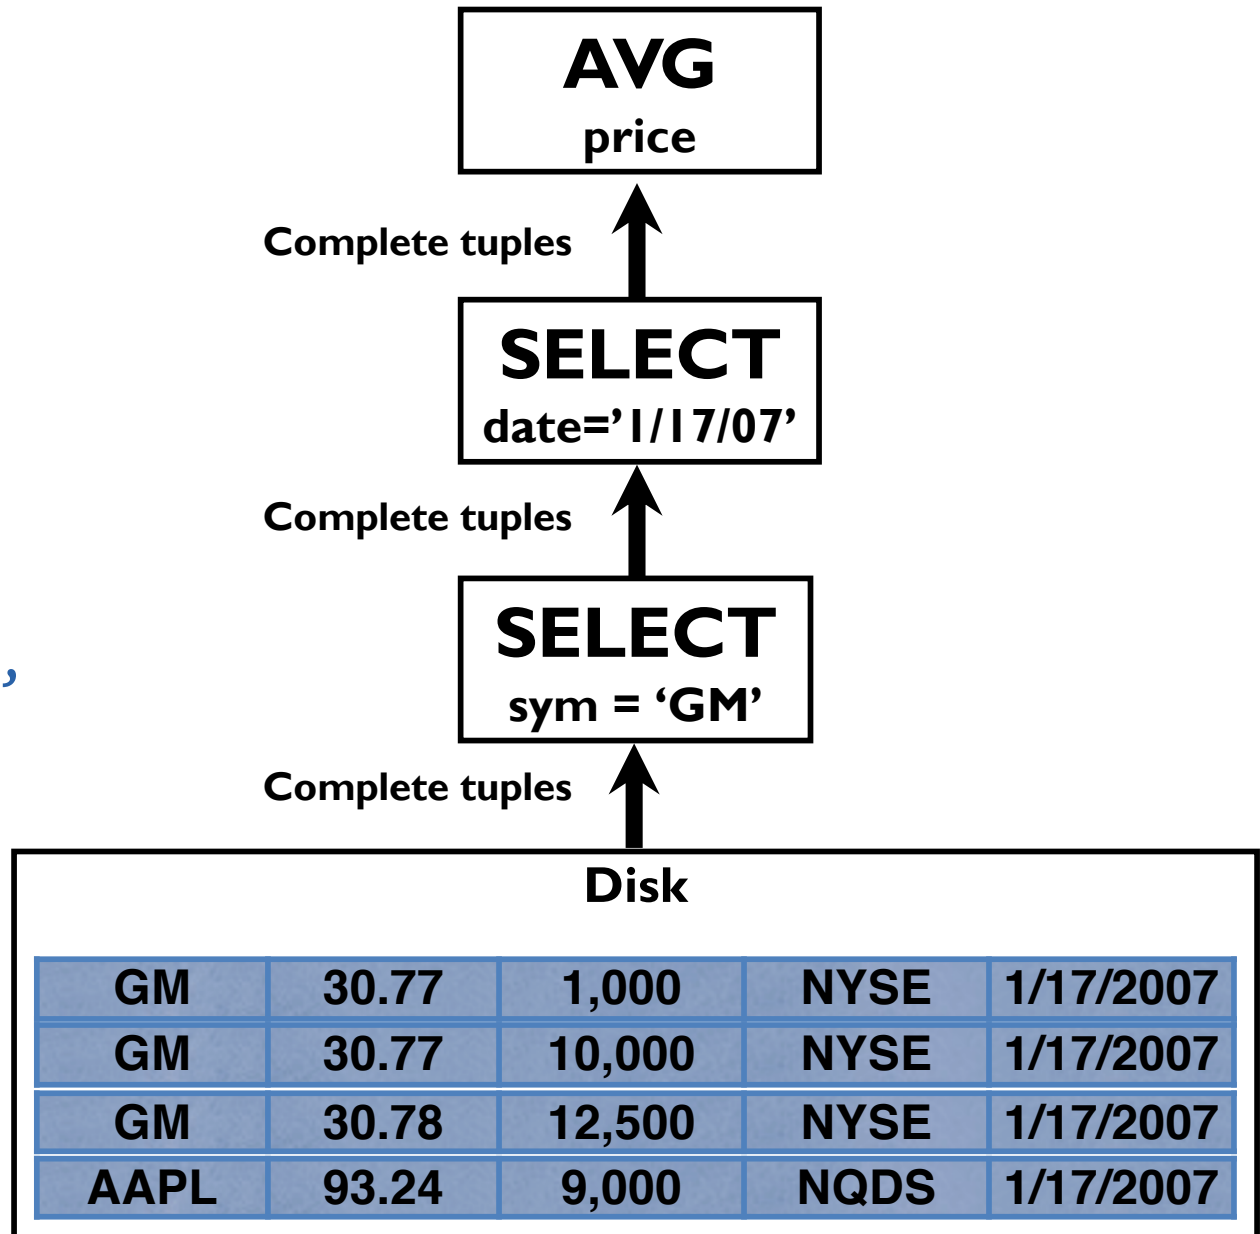 AVG
price
Complete tuples
SELECT
date=’1/17/07’
Complete tuples
SELECT
sym = ‘GM’
’
Complete tuples
Disk
GM 30.77 1,000 NYSE 1/17/2007
GM 30.77 10,000 NYSE 1/17/2007
GM 30.78 12,500 NYSE 1/17/2007
AAPL 93.24 9,000 NQDS 1/17/2007